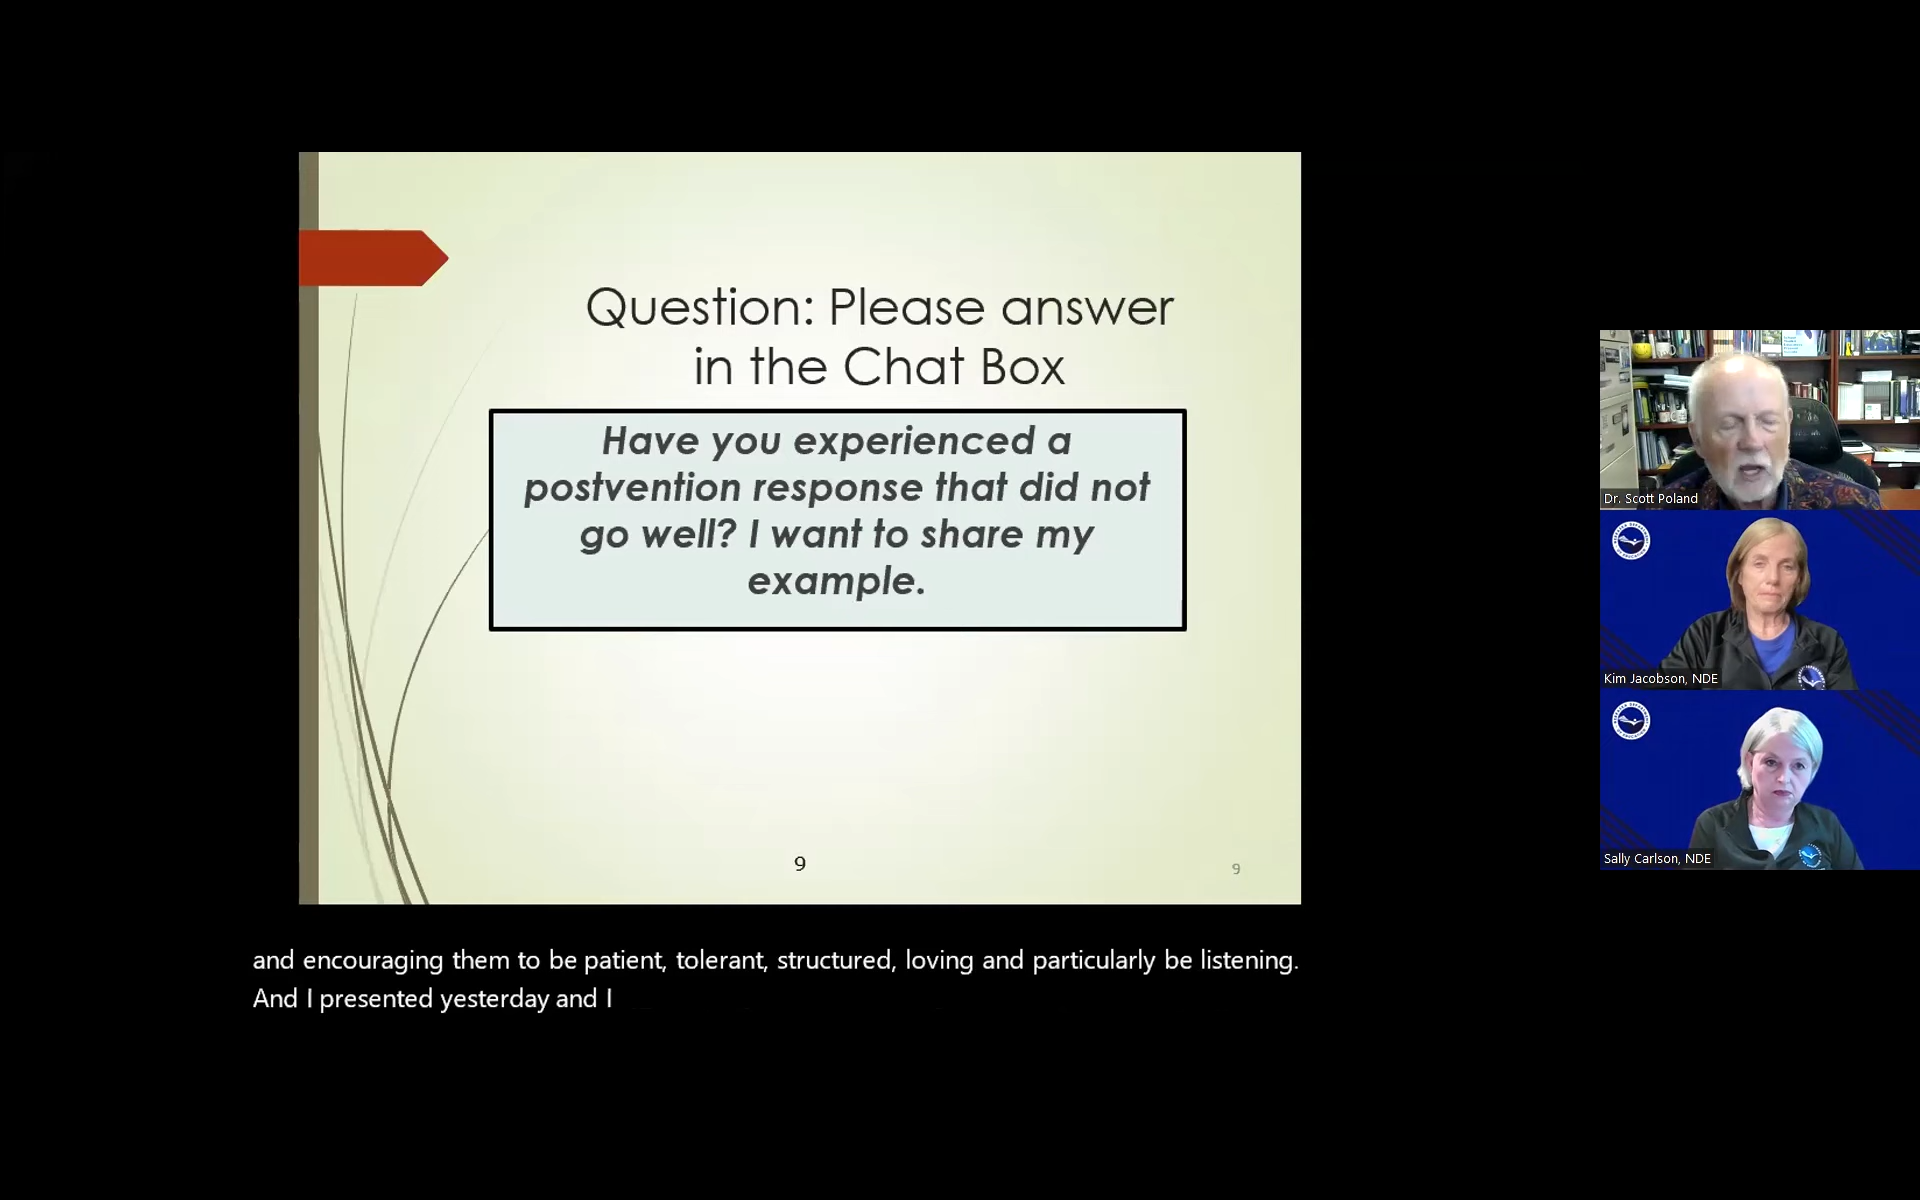 Question: Please answer
in the Chat Box
Have you experienced a
postvention response that did not
go well? I want to share my
example.
9
9
Dr. Scott Poland
Kim Jacobson, NDE
Sally Carlson, NDE
and encouraging them to be patient, tolerant, structured, loving and particularly be listening.
And I presented yesterday and I